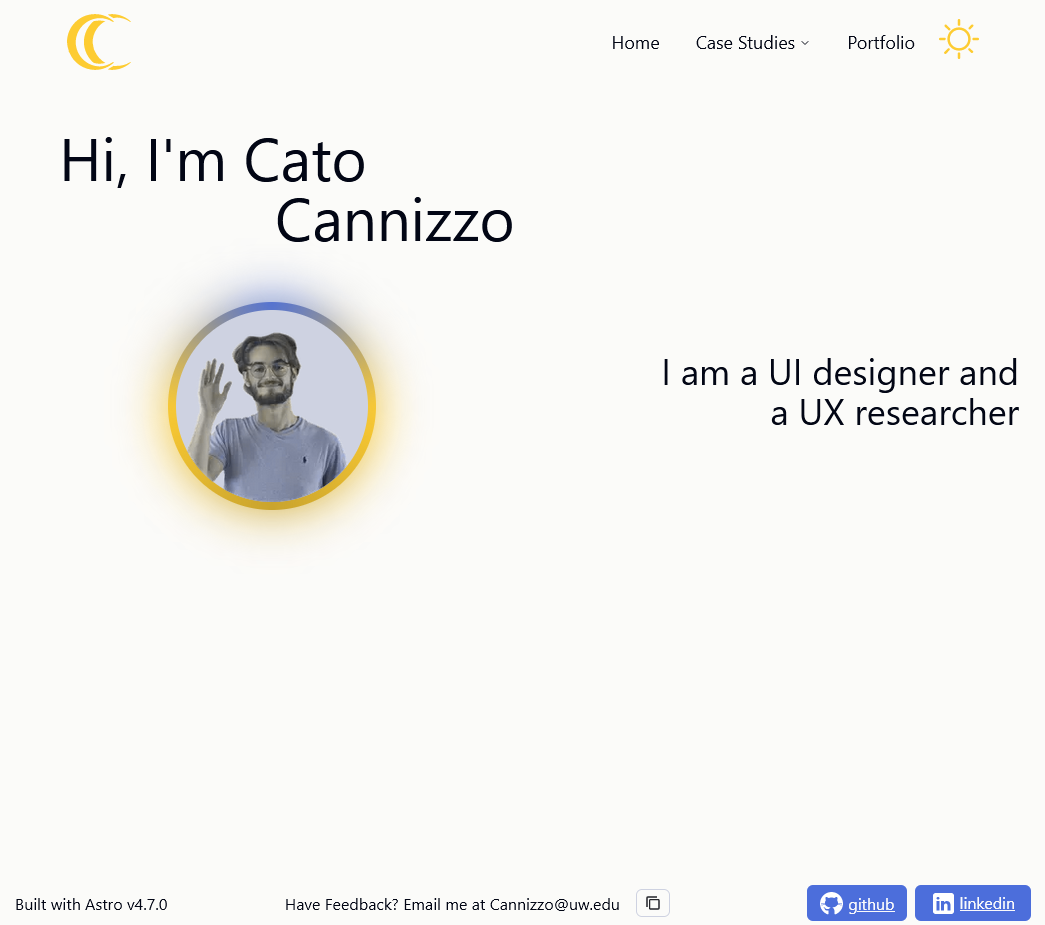 Home
Case Studies
Portfolio
Hi, I'm Cato
Cannizzo
I am a UI designer and
a UX researcher
Built with Astro v4.7.0
Have Feedback? Email me at Cannizzo@uw.edu
github
linkedin